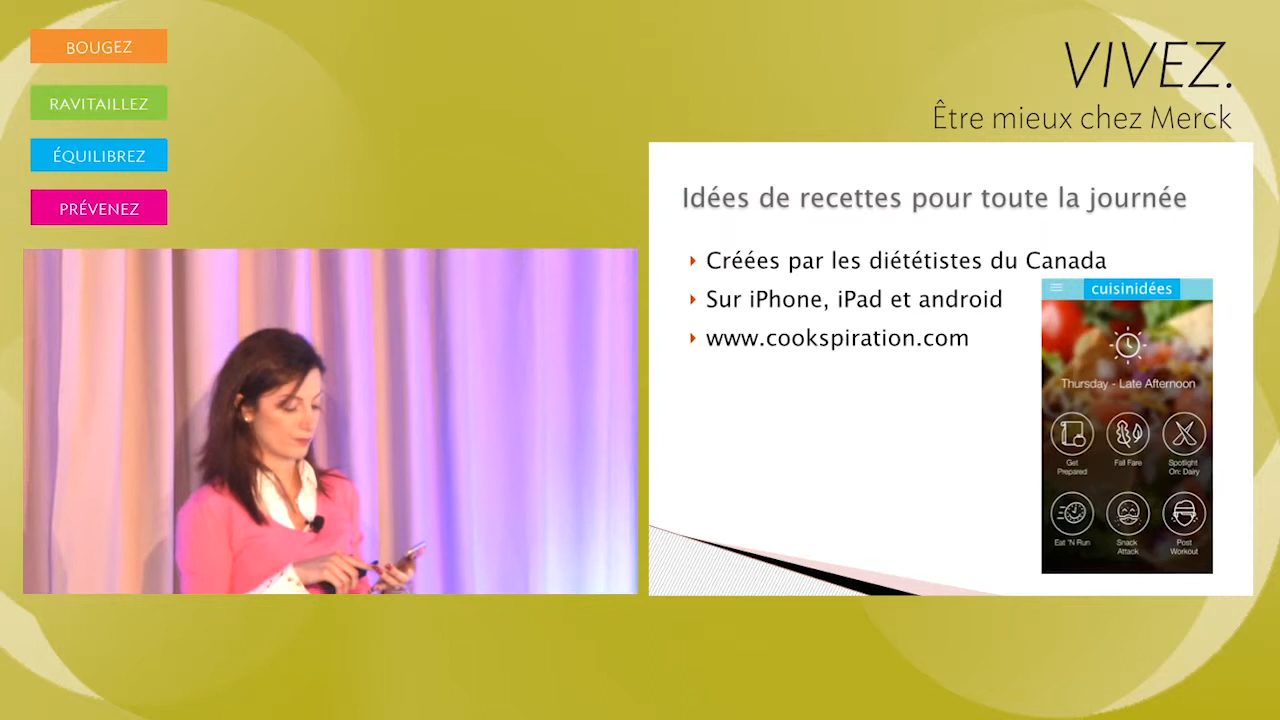 BOUGEZ
RAVITAILLEZ
ÉQUILIBREZ
PRÉVENEZ
VIVEZ.
Être mieux chez Merck
Idées de recettes pour toute la journée
Créées par les diététistes du Canada
Sur iPhone, iPad et android
www.cookspiration.com
cuisinidées
Thursday - Late Afternoon
Get Prepared
Fall Fare
Spotlight On: Dairy
Eat 'N Run
Snack Attack
Post Workout